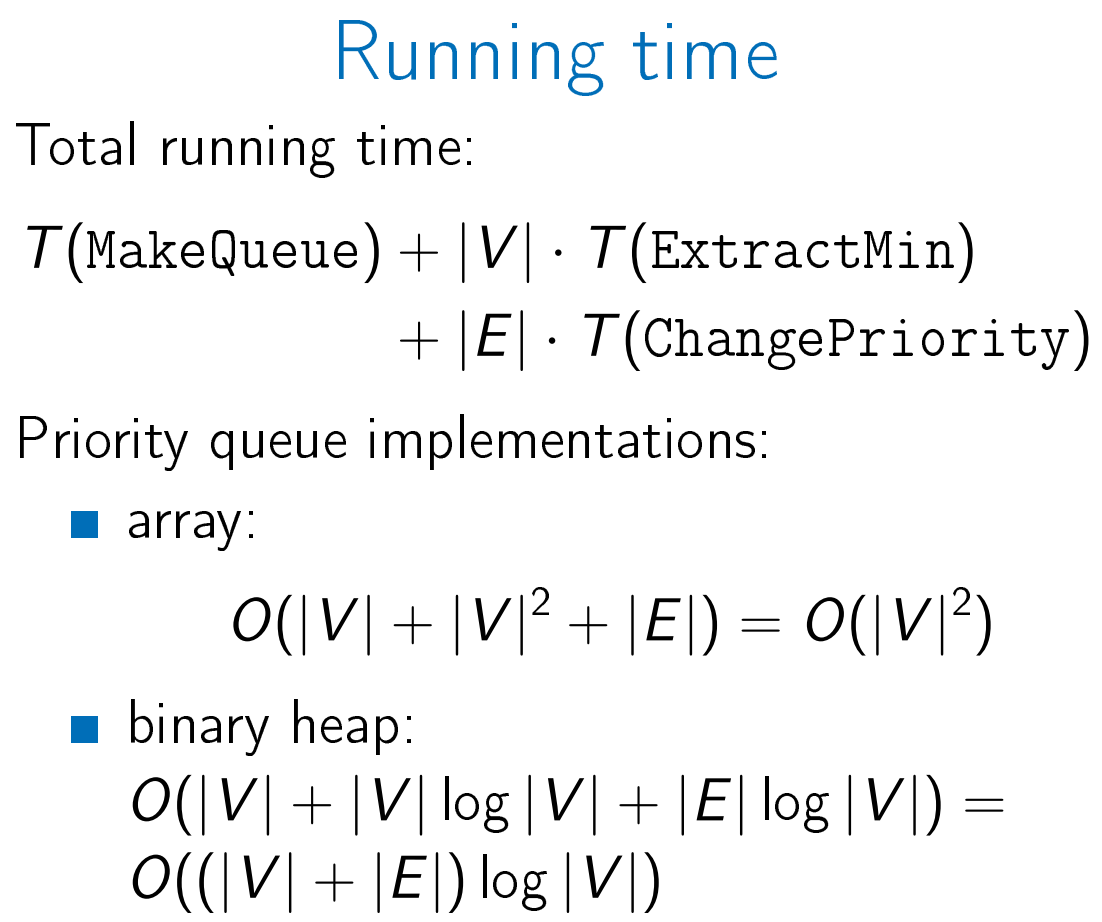 Running time
Total running time:
T(MakeQueue) + |V| · T(ExtractMin)
+ |E| · T(ChangePriority)
Priority queue implementations:
■ array:
O(|V| + |V|² + |E|) = O(|V|²)
■ binary heap:
O(|V| + |V| log |V| + |E| log |V|) =
O((|V| + |E|) log |V|)